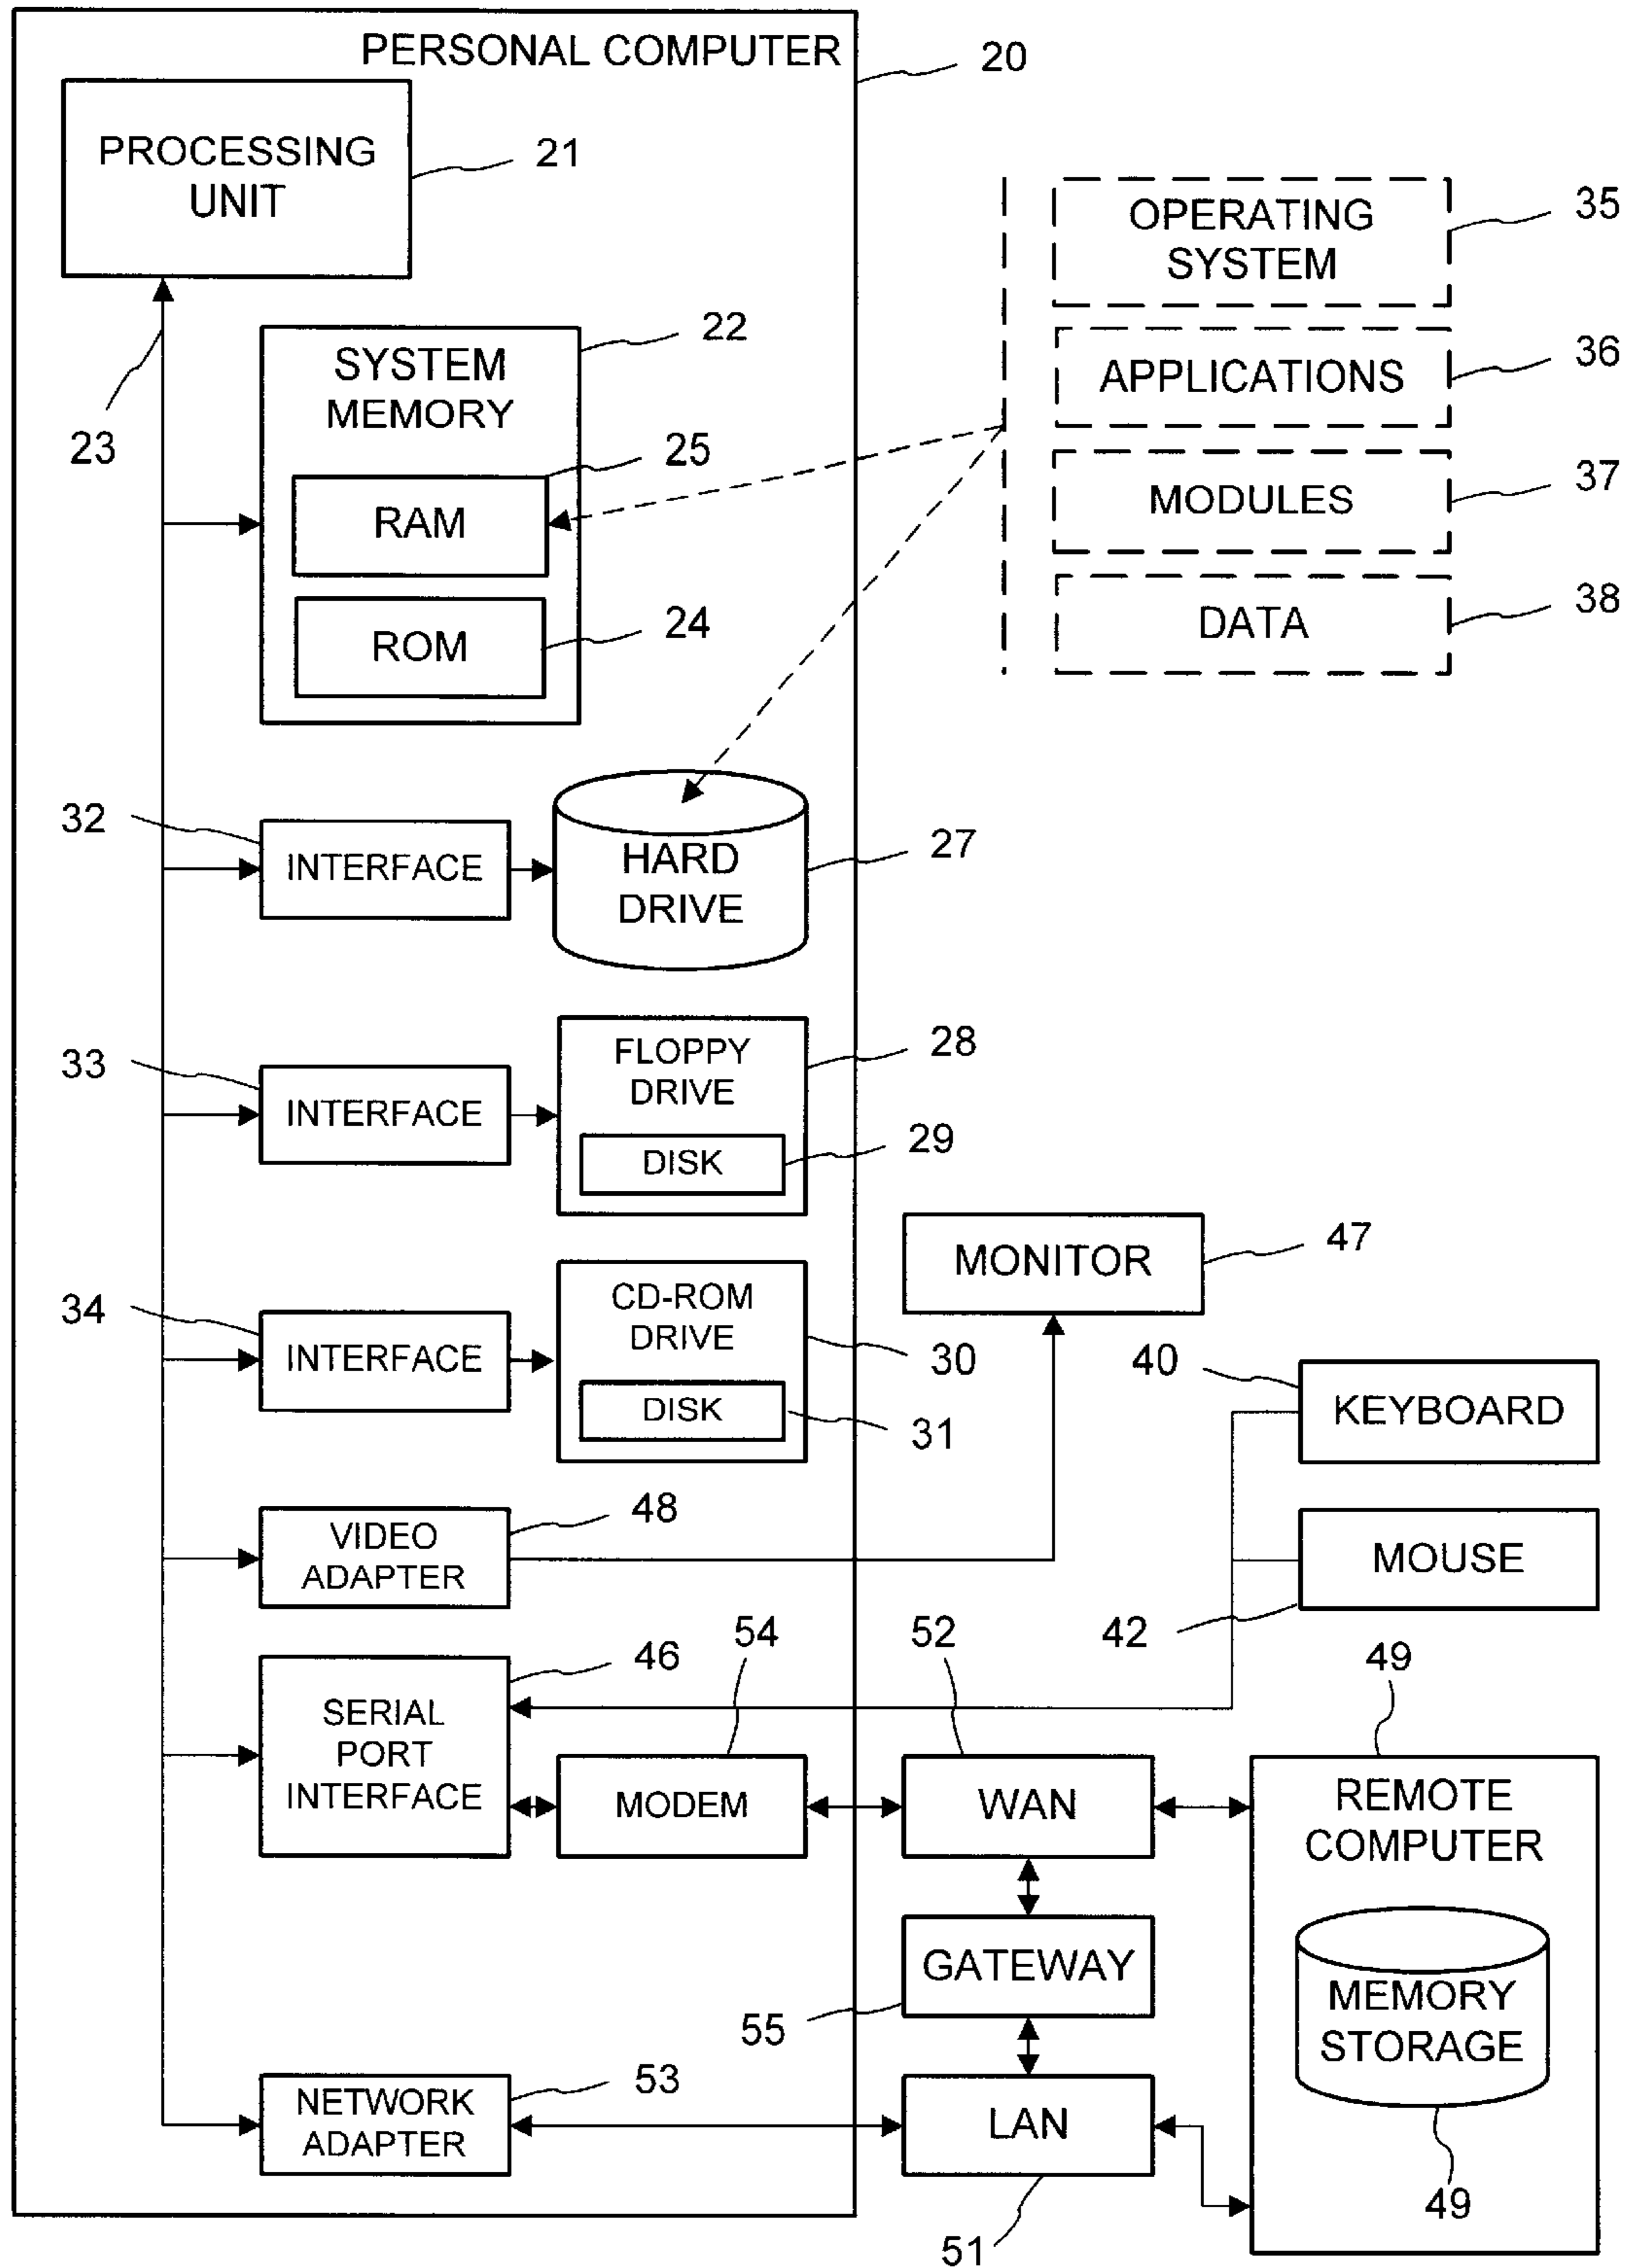 PERSONAL COMPUTER
20
PROCESSING
UNIT
21
23
SYSTEM
MEMORY
22
RAM
25
ROM
24
OPERATING
SYSTEM
35
APPLICATIONS
36
MODULES
37
DATA
38
32
INTERFACE
HARD
DRIVE
27
33
INTERFACE
FLOPPY
DRIVE
28
DISK
29
34
INTERFACE
CD-ROM
DRIVE
30
DISK
31
MONITOR
47
40
KEYBOARD
MOUSE
42
VIDEO
ADAPTER
48
SERIAL
PORT
INTERFACE
46
MODEM
54
WAN
52
49
REMOTE
COMPUTER
GATEWAY
55
MEMORY
STORAGE
49
NETWORK
ADAPTER
53
LAN
51